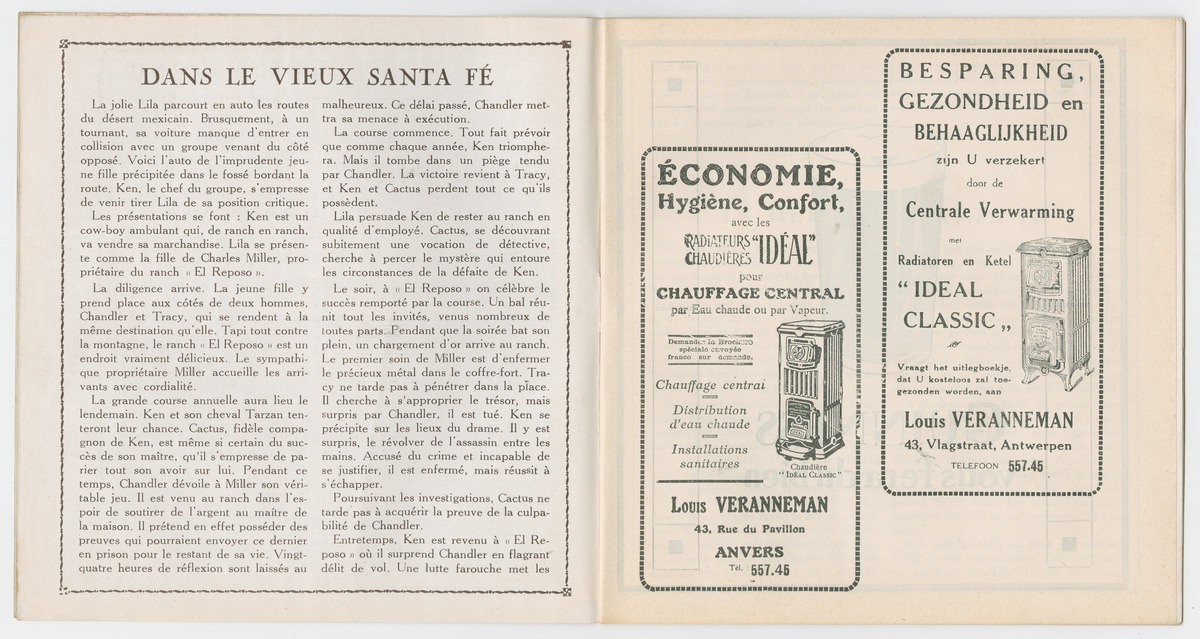 DANS LE VIEUX SANTA FÉ
La jolie Lila parcourt en auto les routes
du désert mexicain. Brusquement, à un
tournant, sa voiture manque d'entrer en
collision avec un groupe venant du côté
opposé. Voici l'auto de l'imprudente jeu-
ne fille précipitée dans le fossé bordant la
route. Ken, le chef du groupe, s'empresse
de venir tirer Lila de sa position critique.
Les présentations se font : Ken est un
cow-boy ambulant qui, de ranch en ranch,
va vendre sa marchandise. Lila se présen-
te comme la fille de Charles Miller, pro-
priétaire du ranch « El Reposo ».
La diligence arrive. La jeune fille y
prend place aux côtés de deux hommes,
Chandler et Tracy, qui se rendent à la
même destination qu'elle. Tapi tout contre
la montagne, le ranch « El Reposo » est un
endroit vraiment délicieux. Le sympathi-
que propriétaire Miller accueille les arri-
vants avec cordialité.
La grande course annuelle aura lieu le
lendemain. Ken et son cheval Tarzan ten-
teront leur chance. Cactus, fidèle compa-
gnon de Ken, est même si certain du suc-
cès de son maître, qu'il s'empresse de pa-
rier tout son avoir sur lui. Pendant ce
temps, Chandler dévoile à Miller son véri-
table jeu. Il est venu au ranch dans l'es-
poir de soutirer de l'argent au maître de
la maison. Il prétend en effet posséder des
preuves qui pourraient envoyer ce dernier
en prison pour le restant de sa vie. Vingt-
quatre heures de réflexion sont laissés au
malheureux. Ce délai passé, Chandler met-
tra sa menace à exécution.
La course commence. Tout fait prévoir
que comme chaque année, Ken triomphe-
ra. Mais il tombe dans un piège tendu
par Chandler. La victoire revient à Tracy,
et Ken et Cactus perdent tout ce qu'ils
possèdent.
Lila persuade Ken de rester au ranch en
qualité d'employé. Cactus, se découvrant
subitement une vocation de détective,
cherche à percer le mystère qui entoure
les circonstances de la défaite de Ken.
Le soir, à « El Reposo » on célèbre le
succès remporté par la course. Un bal réu-
nit tout les invités, venus nombreux de
toutes parts. Pendant que la soirée bat son
plein, un chargement d'or arrive au ranch.
Le premier soin de Miller est d'enfermer
le précieux métal dans le coffre-fort. Tra-
cy ne tarde pas à pénétrer dans la place.
Il cherche à s'approprier le trésor, mais
surpris par Chandler, il est tué. Ken se
précipite sur les lieux du drame. Il y est
surpris, le révolver de l'assassin entre les
mains. Accusé du crime et incapable de
se justifier, il est enfermé, mais réussit à
s'échapper.
Poursuivant les investigations, Cactus ne
tarde pas à acquérir la preuve de la culpa-
bilité de Chandler.
Entretemps, Ken est revenu à « El Re-
poso » où il surprend Chandler en flagrant
délit de vol. Une lutte farouche met les
ÉCONOMIE,
Hygiène, Confort,
avec les
RADIATEURS
CHAUDIÈRES "IDÉAL"
pour
CHAUFFAGE CENTRAL
par Eau chaude ou par Vapeur.
Demandez la Brochure
spéciale envoyée
franco sur demande.
Chauffage central
Distribution
d'eau chaude
Installations
sanitaires
Chaudière
"IDÉAL CLASSIC"
LOUIS VERANNEMAN
43, Rue du Pavillon
ANVERS
Tél. 557.45
BESPARING,
GEZONDHEID en
BEHAAGLIJKHEID
zijn U verzekert
door de
Centrale Verwarming
met
Radiatoren en Ketel
"IDEAL
CLASSIC„
Vraagt het uitlegboekje,
dat U kosteloos zal toe-
gezonden worden, aan
Louis VERANNEMAN
43, Vlagstraat, Antwerpen
TELEFOON 557.45